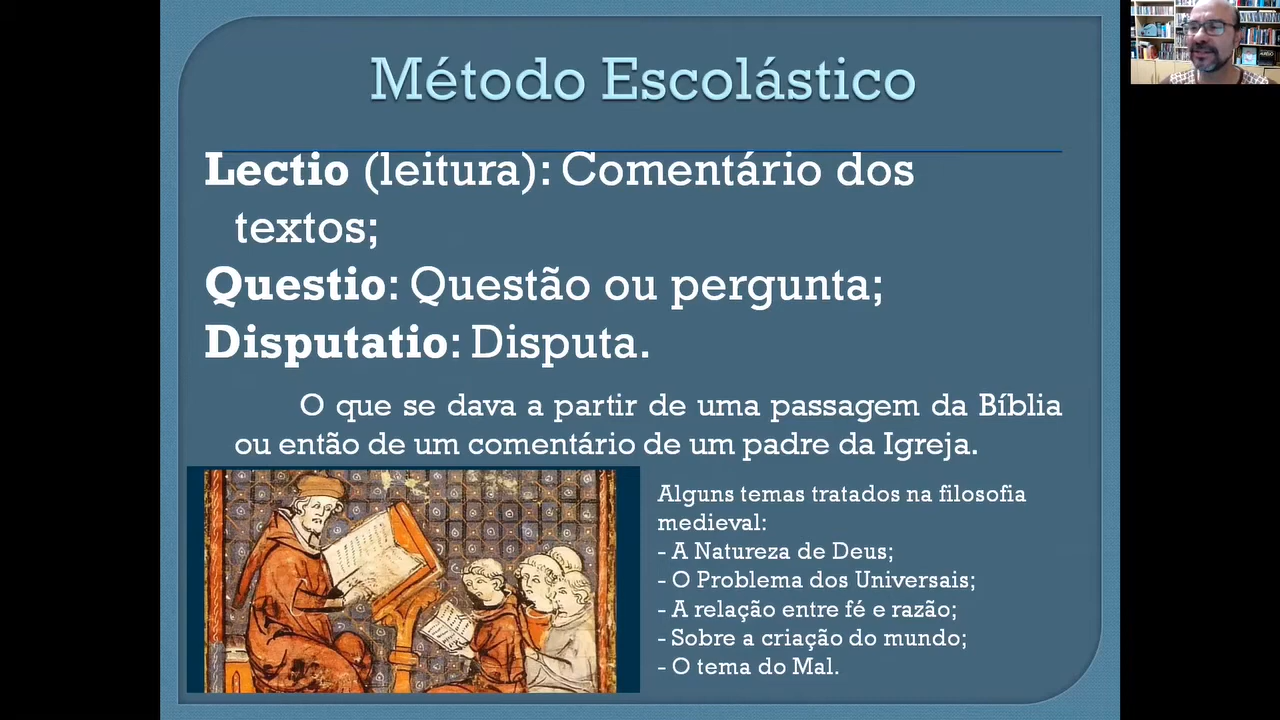 Método Escolástico
Lectio (leitura): Comentário dos
textos;
Questio: Questão ou pergunta;
Disputatio: Disputa.
O que se dava a partir de uma passagem da Bíblia
ou então de um comentário de um padre da Igreja.
Alguns temas tratados na filosofia
medieval:
- A Natureza de Deus;
- O Problema dos Universais;
- A relação entre fé e razão;
- Sobre a criação do mundo;
- O tema do Mal.